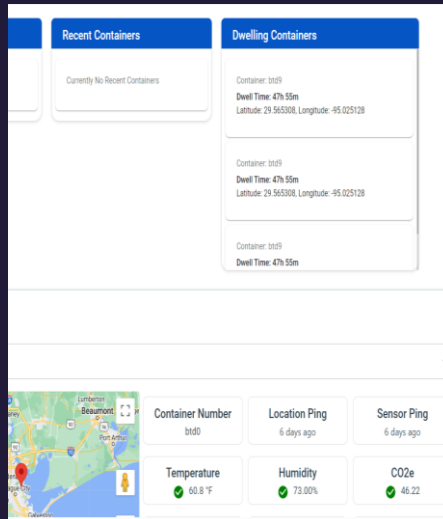 Recent Containers
Currently No Recent Containers
Dwelling Containers
Container: btd9
Dwell Time: 47h 55m
Latitude: 29.565308, Longitude: -95.025128
Container: btd9
Dwell Time: 47h 55m
Latitude: 29.565308, Longitude: -95.025128
Container: btd9
Dwell Time: 47h 55m
Lumberton
Beaumont
Port Arthur
ague City
Galveston
Container Number
btd0
Location Ping
6 days ago
Sensor Ping
6 days ago
Temperature
60.8 °F
Humidity
73.00%
CO2e
46.22